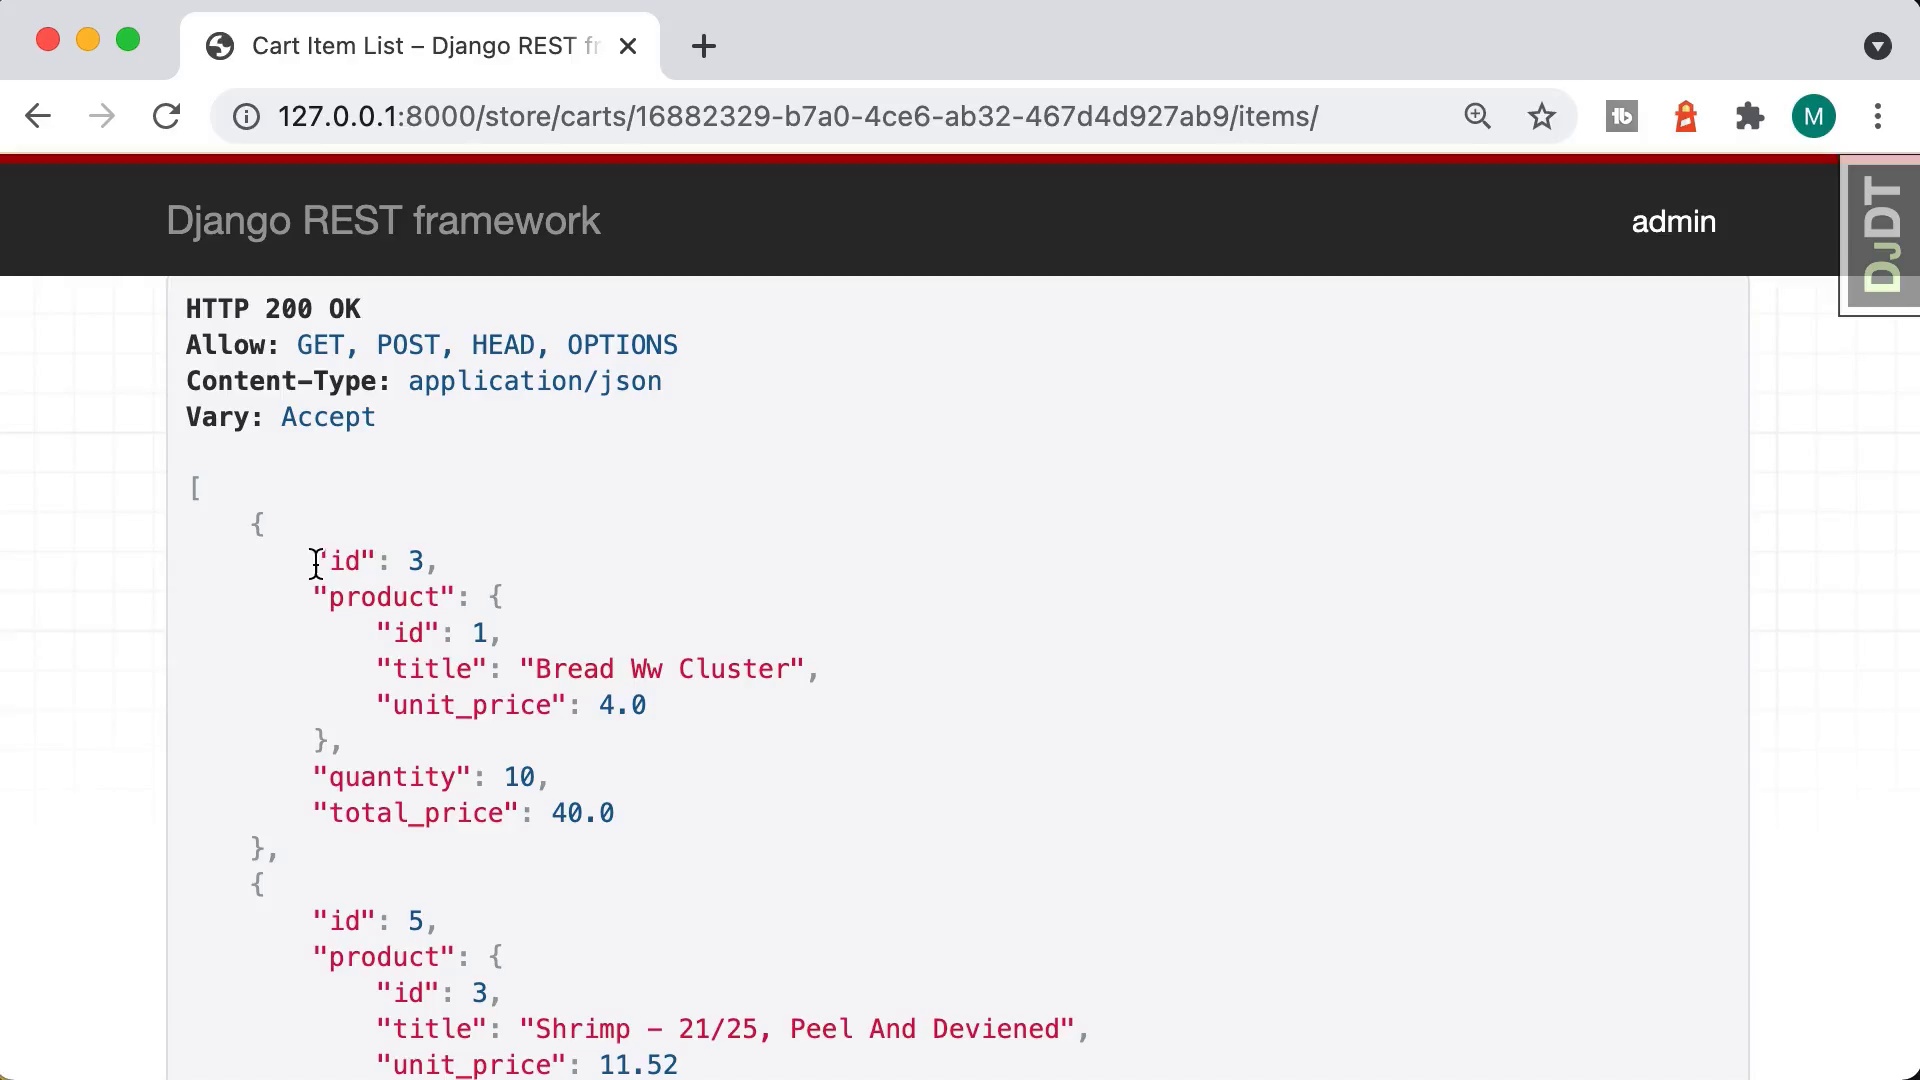 Cart Item List – Django REST fr
127.0.0.1:8000/store/carts/16882329-b7a0-4ce6-ab32-467d4d927ab9/items/
tb
M
Django REST framework
admin
DJDT
HTTP 200 OK
Allow: GET, POST, HEAD, OPTIONS
Content-Type: application/json
Vary: Accept
[
{
"id": 3,
"product": {
"id": 1,
"title": "Bread Ww Cluster",
"unit_price": 4.0
},
"quantity": 10,
"total_price": 40.0
},
{
"id": 5,
"product": {
"id": 3,
"title": "Shrimp - 21/25, Peel And Deviened",
"unit_price": 11.52